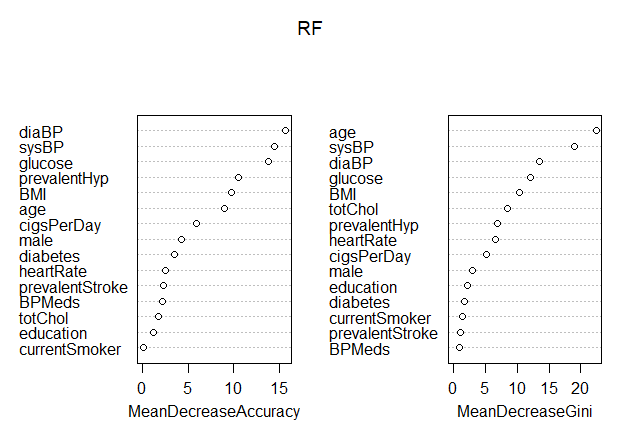 RF
diaBP
sysBP
glucose
prevalentHyp
BMI
age
cigsPerDay
male
diabetes
heartRate
prevalentStroke
BPMeds
totChol
education
currentSmoker
0 5 10 15
MeanDecreaseAccuracy
age
sysBP
diaBP
glucose
BMI
totChol
prevalentHyp
heartRate
cigsPerDay
male
education
diabetes
currentSmoker
prevalentStroke
BPMeds
0 5 10 15 20
MeanDecreaseGini